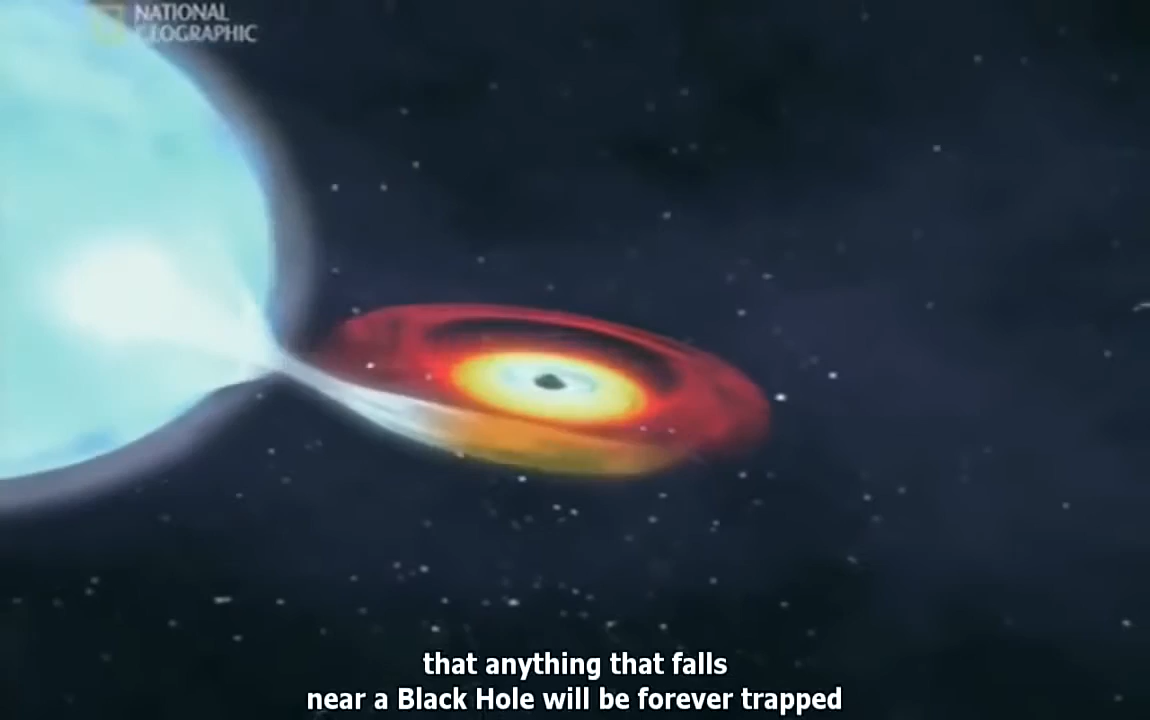 NATIONAL
GEOGRAPHIC
that anything that falls
near a Black Hole will be forever trapped